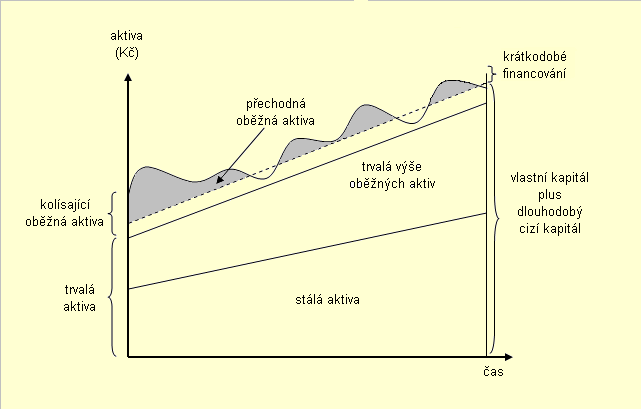 aktiva
(Kč)
krátkodobé
financování
přechodná
oběžná aktiva
trvalá výše
oběžných aktiv
vlastní kapitál
plus
dlouhodobý
cizí kapitál
kolísající
oběžná aktiva
trvalá
aktiva
stálá aktiva
čas